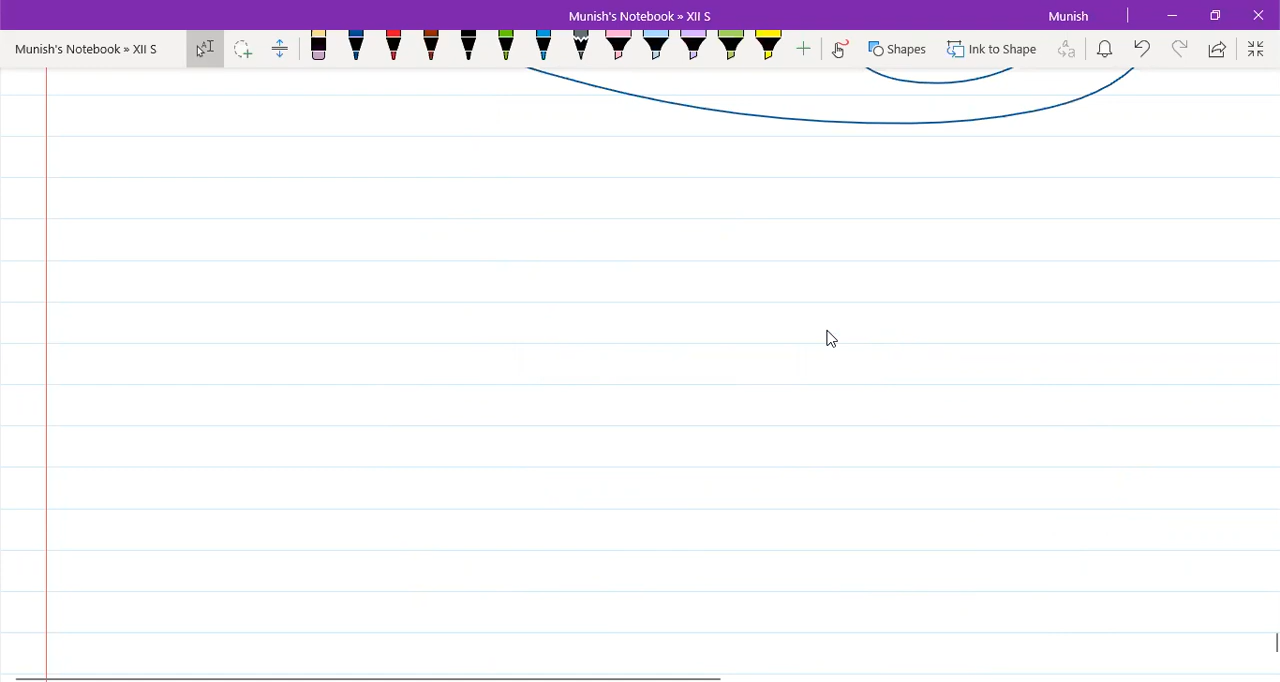 Munish's Notebook » XII S
Munish
Munish's Notebook » XII S
Shapes
Ink to Shape